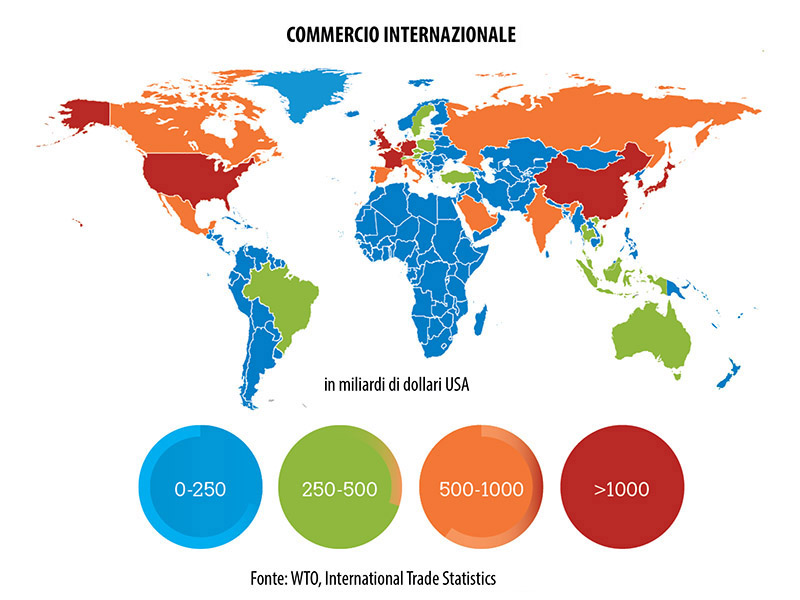 COMMERCIO INTERNAZIONALE
in miliardi di dollari USA
0-250
250-500
500-1000
>1000
Fonte: WTO, International Trade Statistics